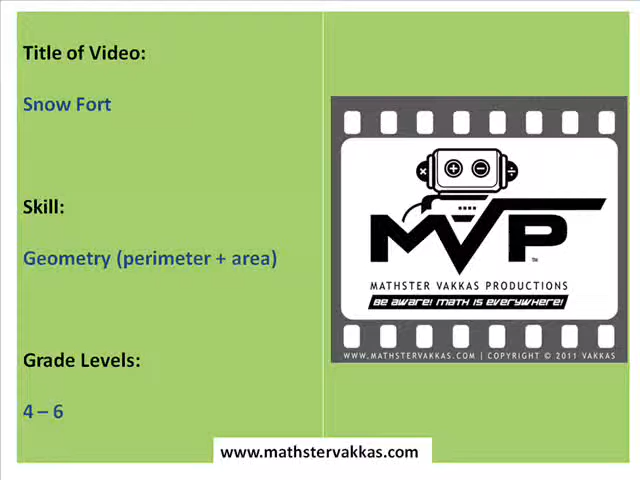 Title of Video:
Snow Fort
Skill:
Geometry (perimeter + area)
Grade Levels:
4 – 6
MVP™
MATHSTER VAKKAS PRODUCTIONS
BE AWARE! MATH IS EVERYWHERE!
WWW.MATHSTERVAKKAS.COM | COPYRIGHT © 2011 VAKKAS
www.mathstervakkas.com